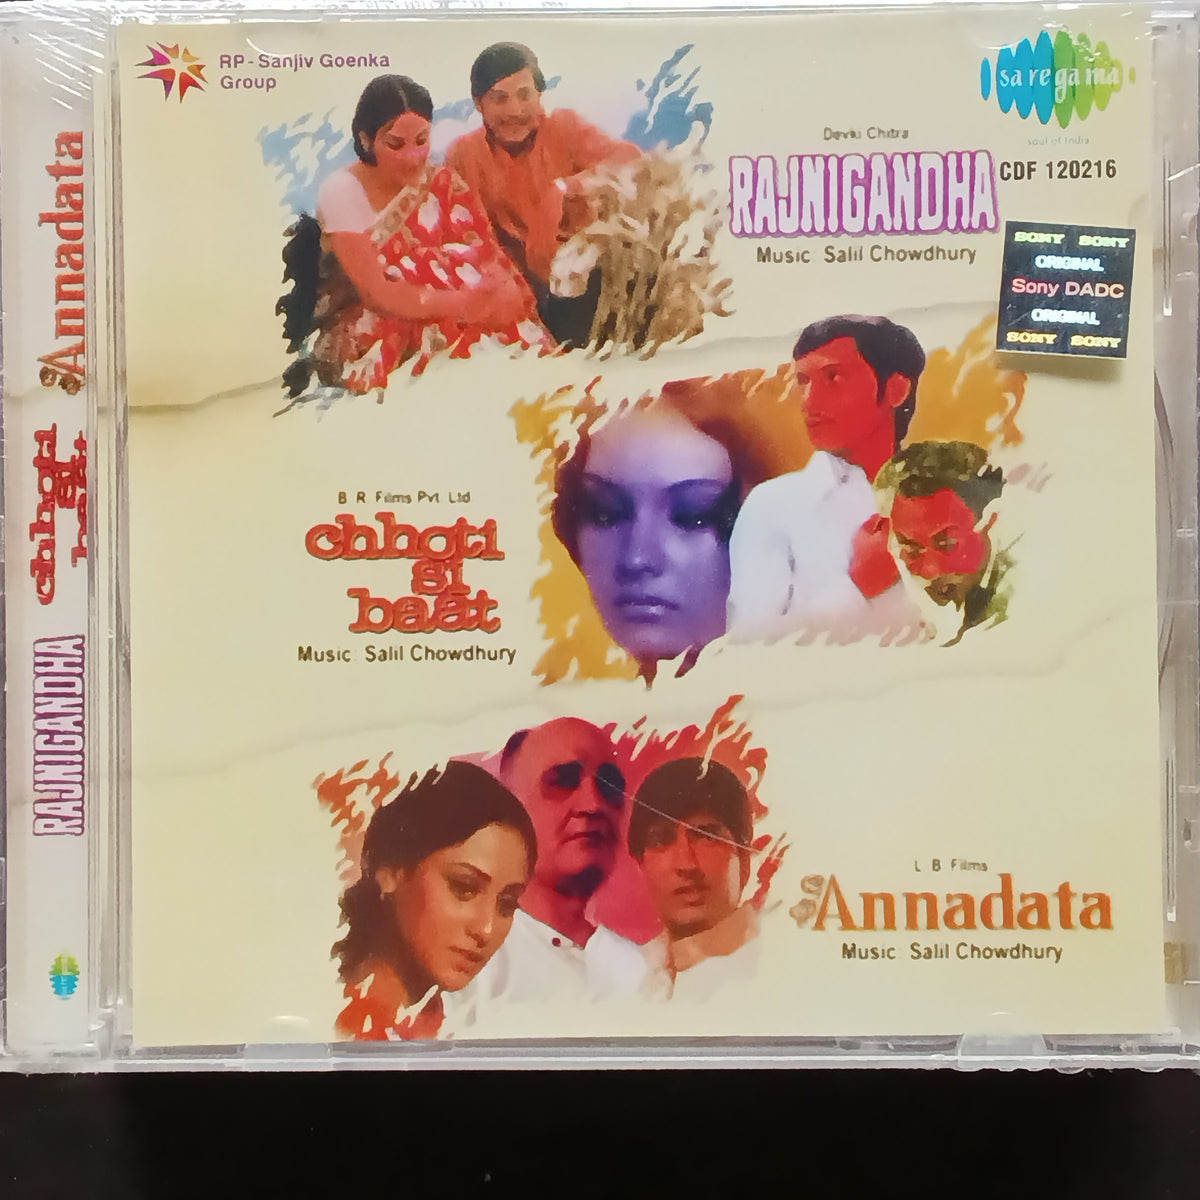 RP-Sanjiv Goenka
Group
sa re ga ma
soul of India
CDF 120216
RAJNIGANDHA
Music: Salil Chowdhury
SONY SONY
ORIGINAL
Sony DADC
ORIGINAL
SONY SONY
B R Films Pvt Ltd
chhoti
si
baat
Music: Salil Chowdhury
L B Films
Annadata
Music: Salil Chowdhury
Annadata
chhoti
si
baat
RAJNIGANDHA